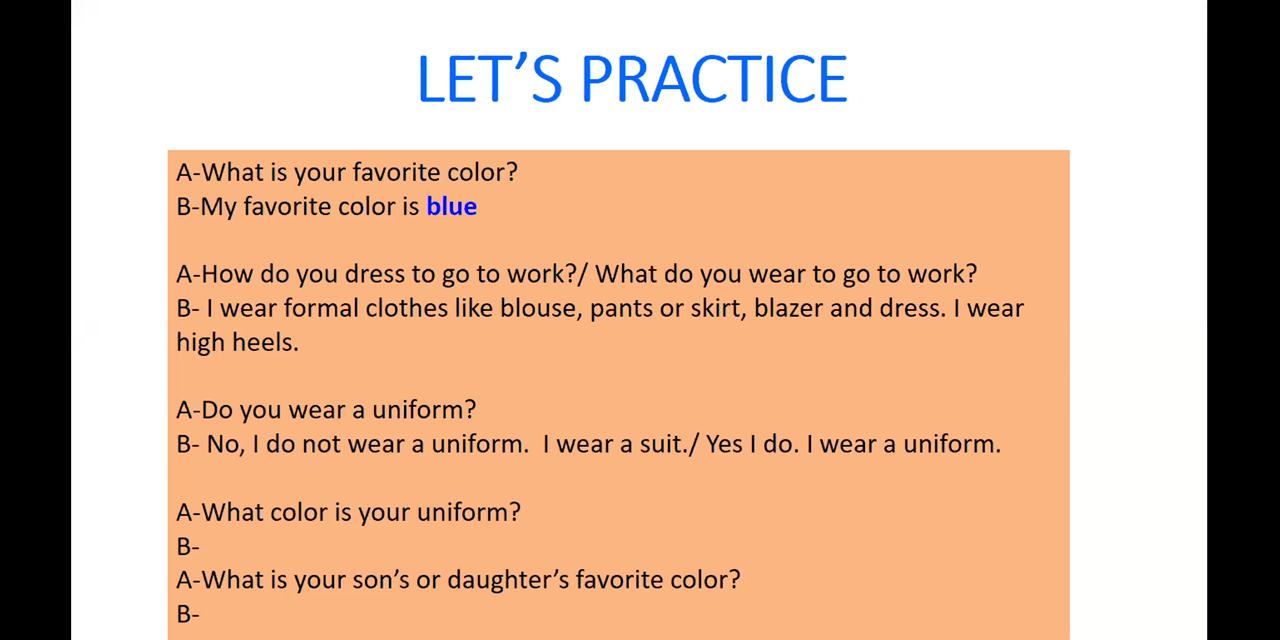 LET’S PRACTICE
A-What is your favorite color?
B-My favorite color is blue
A-How do you dress to go to work?/ What do you wear to go to work?
B- I wear formal clothes like blouse, pants or skirt, blazer and dress. I wear
high heels.
A-Do you wear a uniform?
B- No, I do not wear a uniform.  I wear a suit./ Yes I do. I wear a uniform.
A-What color is your uniform?
B-
A-What is your son’s or daughter’s favorite color?
B-